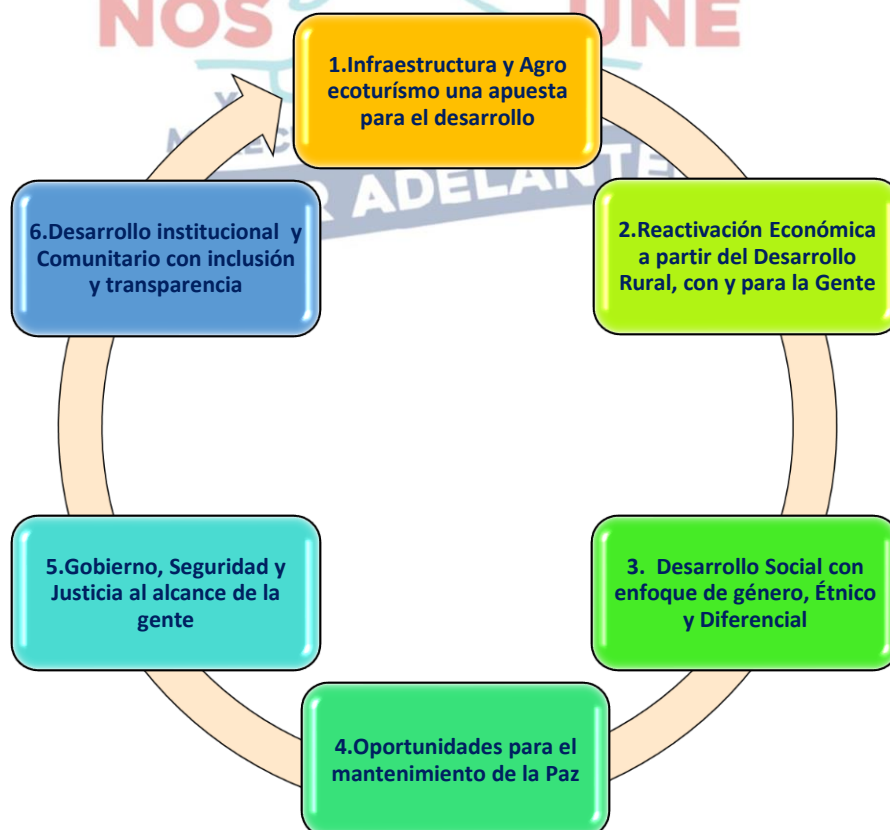 NOS UNE
1.Infraestructura y Agro
ecoturísmo una apuesta
para el desarrollo
ADELANTE
6.Desarrollo institucional y
Comunitario con inclusión
y transparencia
2.Reactivación Económica
a partir del Desarrollo
Rural, con y para la Gente
5.Gobierno, Seguridad y
Justicia al alcance de la
gente
3. Desarrollo Social con
enfoque de género, Étnico
y Diferencial
4.Oportunidades para el
mantenimiento de la Paz